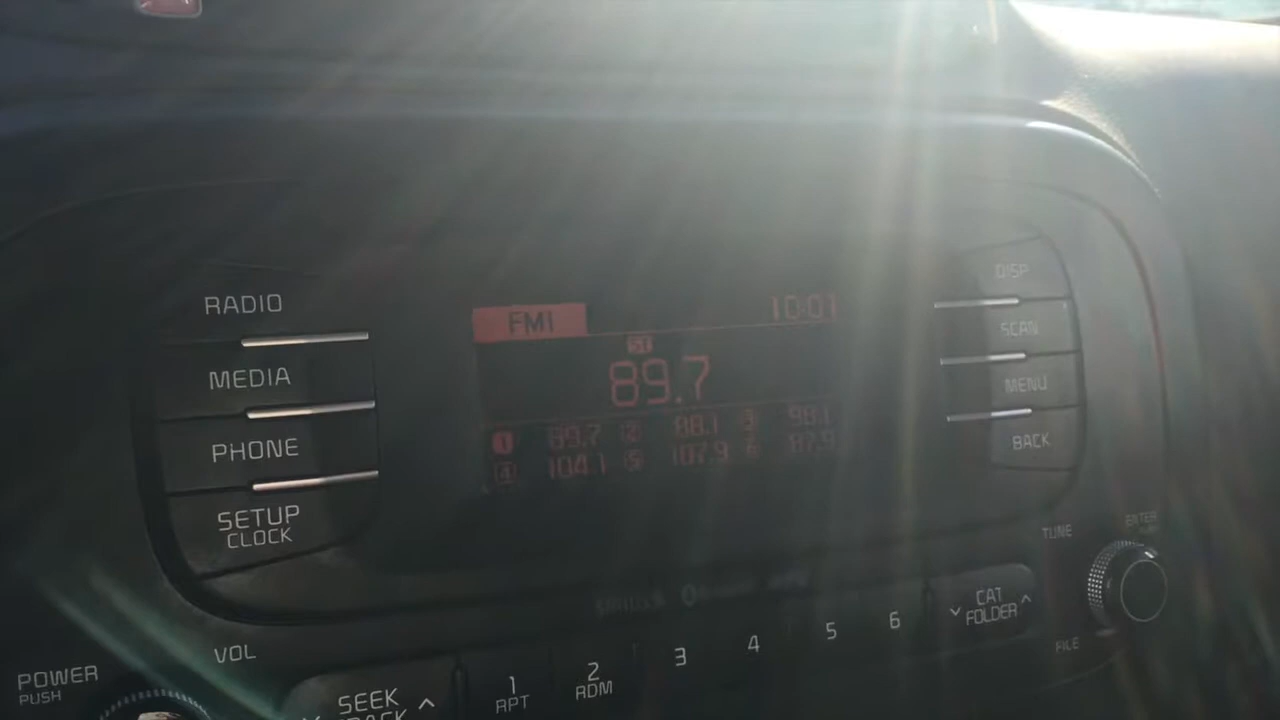 RADIO
MEDIA
PHONE
SETUP
CLOCK
FM1
10:01
ST
89.7
1 89.7 2 88.1 3 98.1
4 104.1 5 107.9 6 87.9
DISP
SCAN
MENU
BACK
TUNE
ENTER
FILE
CAT
FOLDER
VOL
POWER
PUSH
SEEK
1
RPT
2
RDM
3
4
5
6